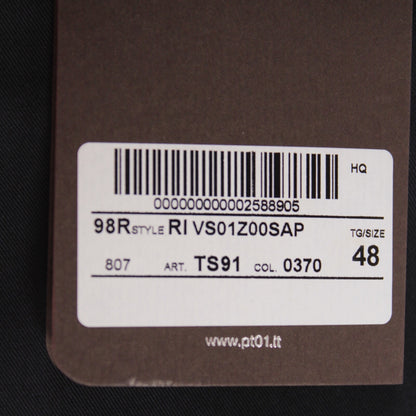 HQ
000000000002588905
98R STYLE RI VS01Z00SAP TG/SIZE
807 ART. TS91 COL. 0370 48
www.pt01.it